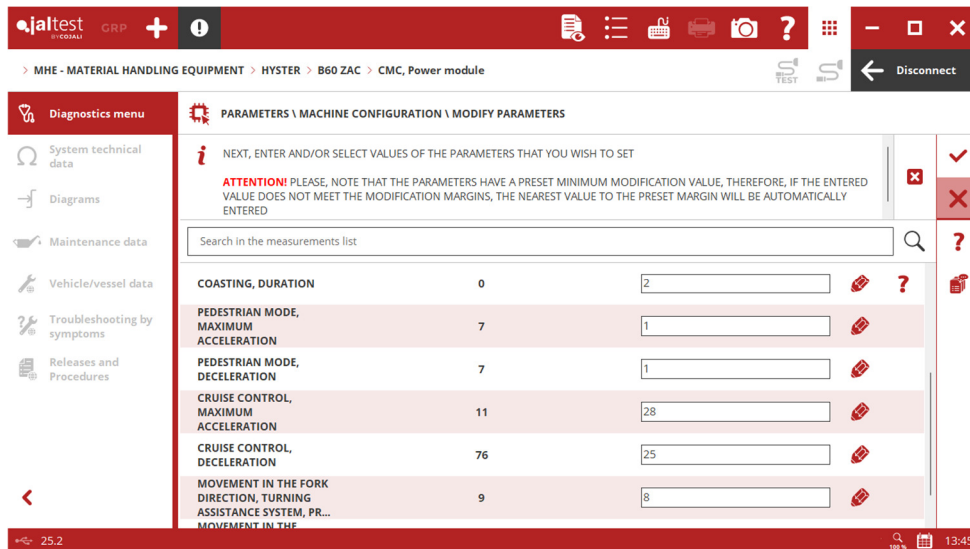 jaltest GRP
BY COJALI
> MHE - MATERIAL HANDLING EQUIPMENT > HYSTER > B60 ZAC > CMC, Power module
TEST
Disconnect
Diagnostics menu
System technical
data
Diagrams
Maintenance data
Vehicle/vessel data
Troubleshooting by
symptoms
Releases and
Procedures
PARAMETERS \ MACHINE CONFIGURATION \ MODIFY PARAMETERS
NEXT, ENTER AND/OR SELECT VALUES OF THE PARAMETERS THAT YOU WISH TO SET
ATTENTION! PLEASE, NOTE THAT THE PARAMETERS HAVE A PRESET MINIMUM MODIFICATION VALUE, THEREFORE, IF THE ENTERED
VALUE DOES NOT MEET THE MODIFICATION MARGINS, THE NEAREST VALUE TO THE PRESET MARGIN WILL BE AUTOMATICALLY
ENTERED
Search in the measurements list
COASTING, DURATION 0 2
PEDESTRIAN MODE,
MAXIMUM 7 1
ACCELERATION
PEDESTRIAN MODE,
DECELERATION 7 1
CRUISE CONTROL,
MAXIMUM 11 28
ACCELERATION
CRUISE CONTROL,
DECELERATION 76 25
MOVEMENT IN THE FORK
DIRECTION, TURNING 9 8
ASSISTANCE SYSTEM, PR...
MOVEMENT IN THE
25.2
100 %
13:45